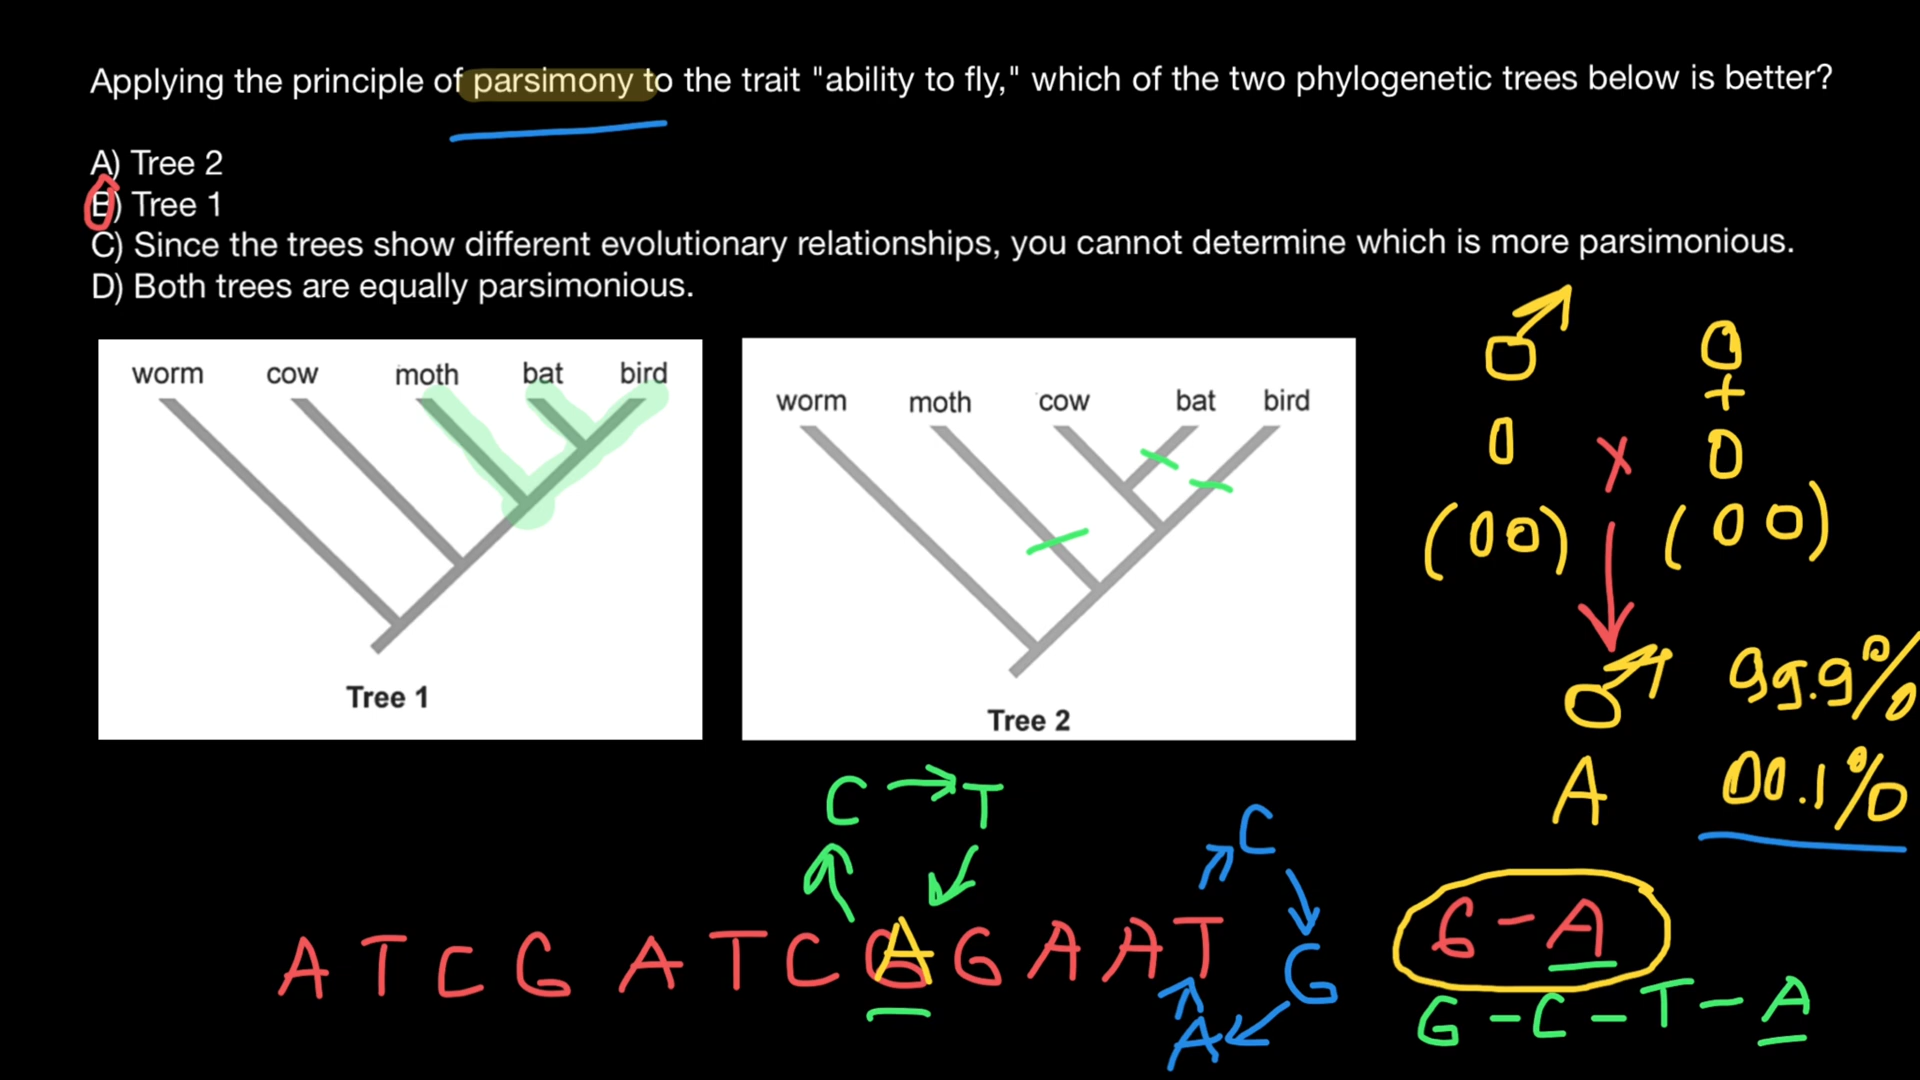 Applying the principle of parsimony to the trait "ability to fly," which of the two phylogenetic trees below is better?
A) Tree 2
B) Tree 1
C) Since the trees show different evolutionary relationships, you cannot determine which is more parsimonious.
D) Both trees are equally parsimonious.
worm cow moth bat bird
Tree 1
worm moth cow bat bird
Tree 2
0 X 0
(00) (00)
99.9%
A 00.1%
C → T
C
A T C G A T C A G A A T
G
A
G - A
G - C - T - A